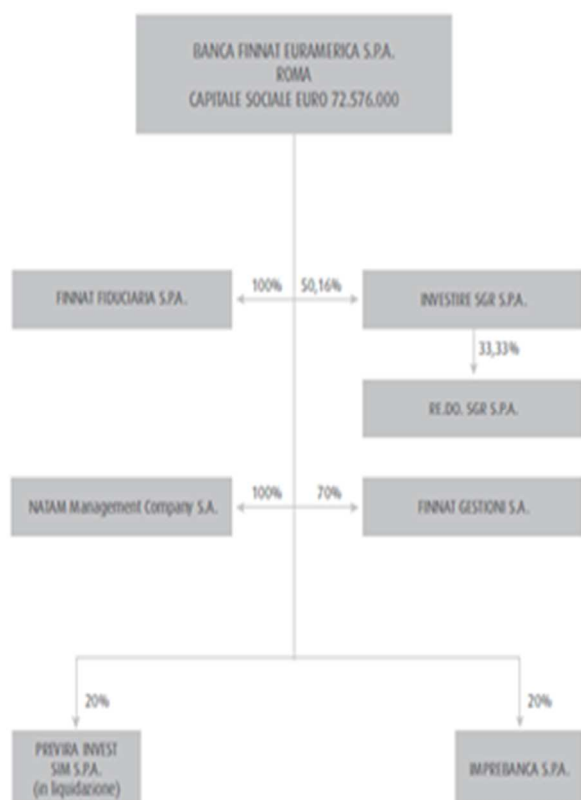 BANCA FINNAT EURAMERICA S.P.A.
ROMA
CAPITALE SOCIALE EURO 72.576.000
FINNAT FIDUCIARIA S.P.A.
100%
50,16%
INVESTIRE SGR S.P.A.
33,33%
RE.DO. SGR S.P.A.
NATAM Management Company S.A.
100%
70%
FINNAT GESTIONI S.A.
20%
20%
PREVIRA INVEST
SIM S.P.A.
(in liquidazione)
IMPREBANCA S.P.A.